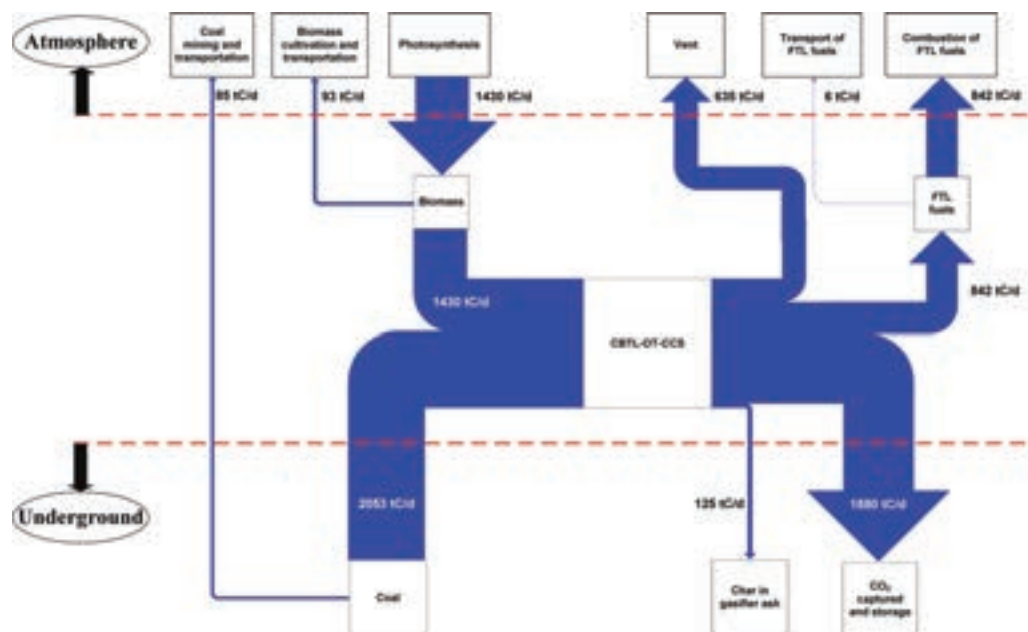 Atmosphere
Coal
mining and
transportation
Biomass
cultivation and
transportation
Photosynthesis
Vent
Transport of
FTL fuels
Combustion of
FTL fuels
85 tC/d
93 tC/d
1430 tC/d
635 tC/d
6 tC/d
842 tC/d
Biomass
FTL
fuels
1430 tC/d
842 tC/d
CBTL-OT-CCS
Underground
2053 tC/d
125 tC/d
1880 tC/d
Coal
Char in
gasifier ash
CO₂
captured
and storage